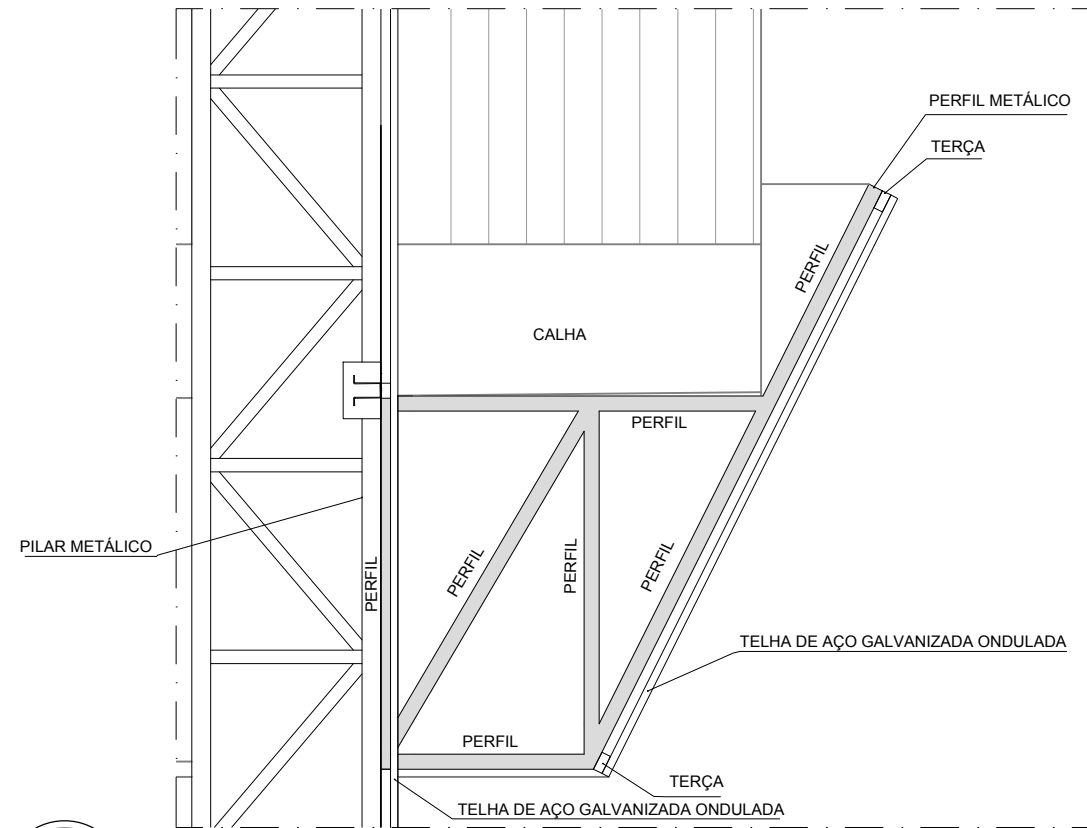 PERFIL METÁLICO
TERÇA
PERFIL
CALHA
PERFIL
PILAR METÁLICO
PERFIL
PERFIL
PERFIL
PERFIL
TELHA DE AÇO GALVANIZADA ONDULADA
PERFIL
TERÇA
TELHA DE AÇO GALVANIZADA ONDULADA